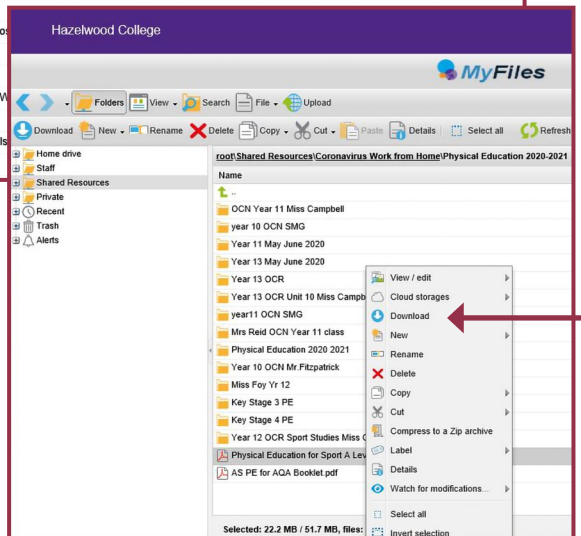 Hazelwood College
MyFiles
Folders View Search File Upload
Download New Rename Delete Copy Cut Paste Details Select all Refresh
Home drive
Staff
Shared Resources
Private
Recent
Trash
Alerts
root\Shared Resources\Coronavirus Work from Home\Physical Education 2020-2021
Name
..
OCN Year 11 Miss Campbell
year 10 OCN SMG
Year 11 May June 2020
Year 13 May June 2020
Year 13 OCR
Year 13 OCR Unit 10 Miss Campb
year11 OCN SMG
Mrs Reid OCN Year 11 class
Physical Education 2020 2021
Year 10 OCN Mr.Fitzpatrick
Miss Foy Yr 12
Key Stage 3 PE
Key Stage 4 PE
Year 12 OCR Sport Studies Miss
Physical Education for Sport A Lev
AS PE for AQA Booklet.pdf
View / edit
Cloud storages
Download
New
Rename
Delete
Copy
Cut
Compress to a Zip archive
Label
Details
Watch for modifications...
Select all
Invert selection
Selected: 22.2 MB / 51.7 MB, files: